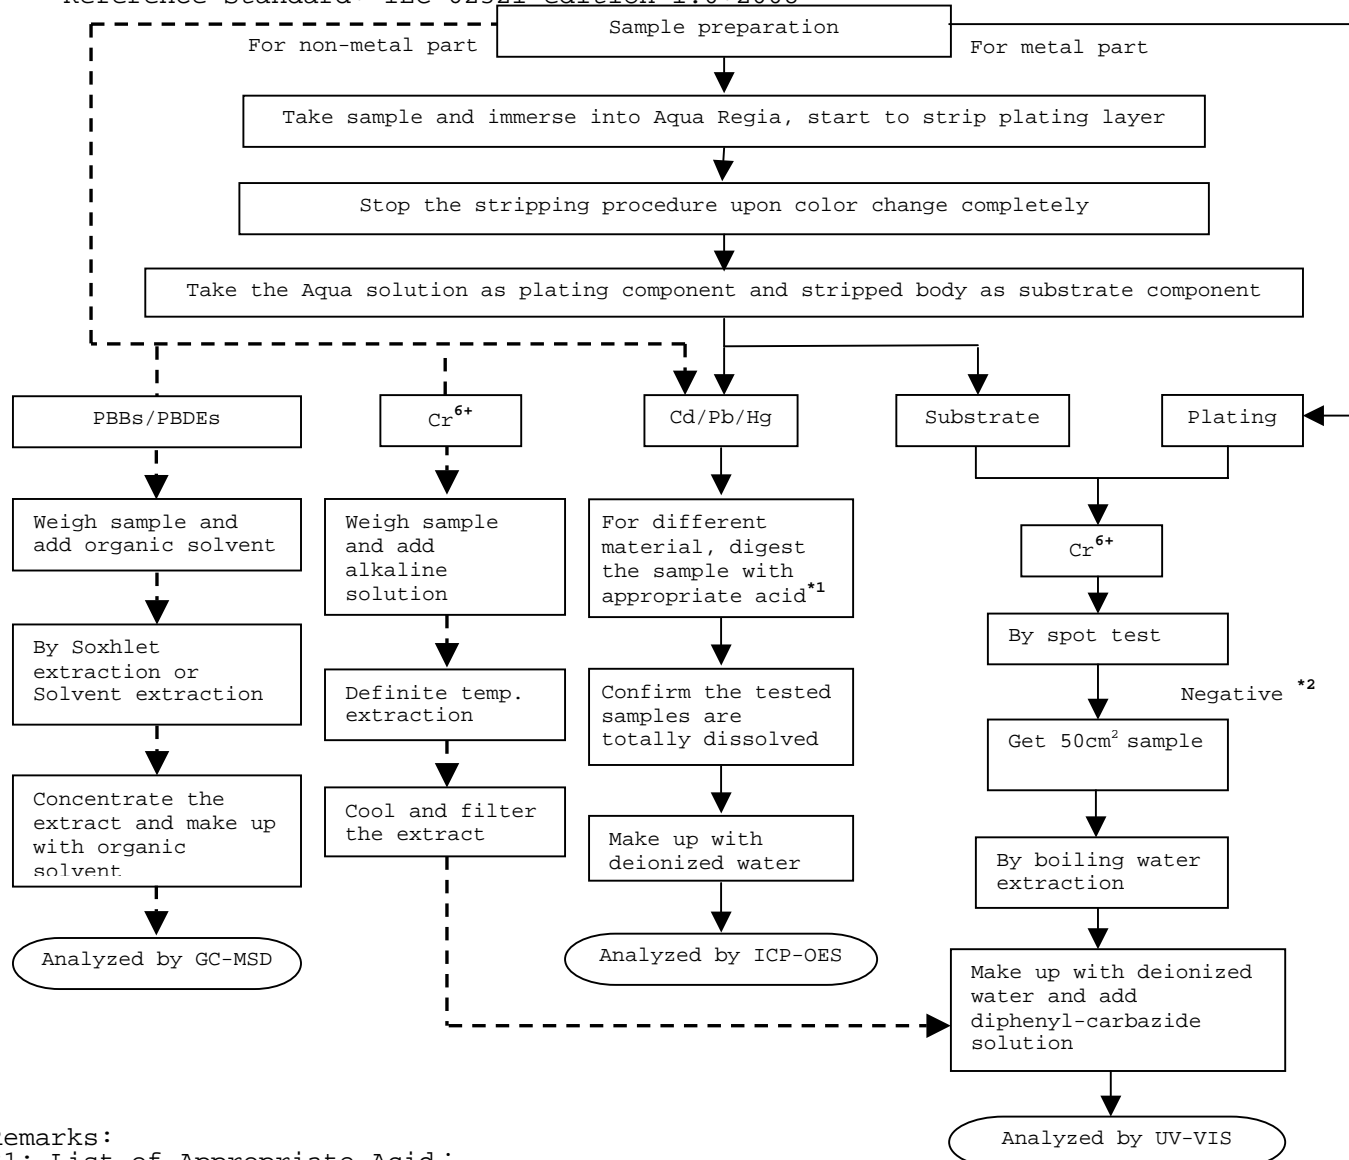 Sample preparation
For non-metal part
For metal part
Take sample and immerse into Aqua Regia, start to strip plating layer
Stop the stripping procedure upon color change completely
Take the Aqua solution as plating component and stripped body as substrate component
PBBs/PBDEs
Cr6+
Cd/Pb/Hg
Substrate
Plating
Weigh sample and
add organic solvent
By Soxhlet
extraction or
Solvent extraction
Concentrate the
extract and make up
with organic
solvent
Analyzed by GC-MSD
Weigh sample
and add
alkaline
solution
Definite temp.
extraction
Cool and filter
the extract
For different
material, digest
the sample with
appropriate acid*1
Confirm the tested
samples are
totally dissolved
Make up with
deionized water
Analyzed by ICP-OES
Cr6+
By spot test
Negative *2
Get 50cm2 sample
By boiling water
extraction
Make up with deionized
water and add
diphenyl-carbazide
solution
Analyzed by UV-VIS
emarks:
1: List of Appropriate Acid: